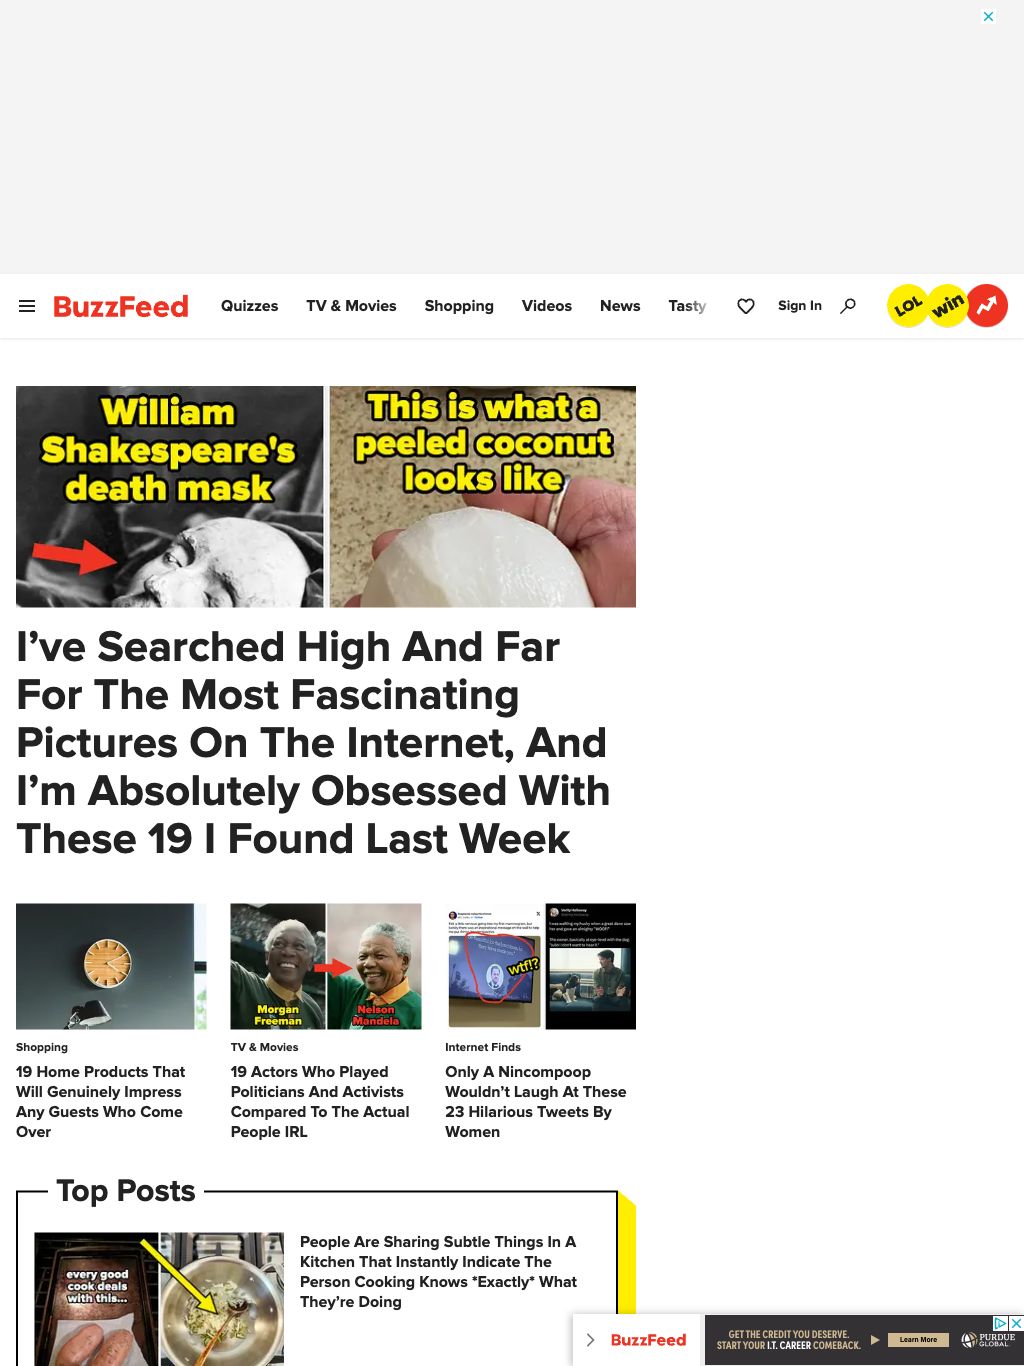 BuzzFeed
Quizzes
TV & Movies
Shopping
Videos
News
Tasty
Sign In
LOL
win
William
Shakespeare's
death mask
This is what a
peeled coconut
looks like
I’ve Searched High And Far
For The Most Fascinating
Pictures On The Internet, And
I’m Absolutely Obsessed With
These 19 I Found Last Week
Morgan
Freeman
Nelson
Mandela
wtf!?
Shopping
19 Home Products That
Will Genuinely Impress
Any Guests Who Come
Over
TV & Movies
19 Actors Who Played
Politicians And Activists
Compared To The Actual
People IRL
Internet Finds
Only A Nincompoop
Wouldn’t Laugh At These
23 Hilarious Tweets By
Women
Top Posts
every good
cook deals
with this...
People Are Sharing Subtle Things In A
Kitchen That Instantly Indicate The
Person Cooking Knows *Exactly* What
They’re Doing
BuzzFeed
GET THE CREDIT YOU DESERVE.
START YOUR I.T. CAREER COMEBACK.
Learn More
PURDUE
GLOBAL